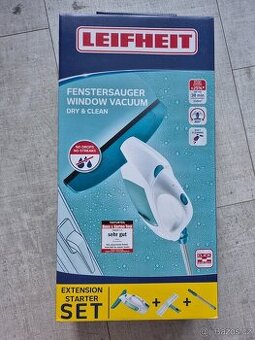 LEIFHEIT
FENSTERSAUGER
WINDOW VACUUM
DRY & CLEAN
NO DROPS
NO STREAKS
sehr gut
EXTENSION
STARTER
SET